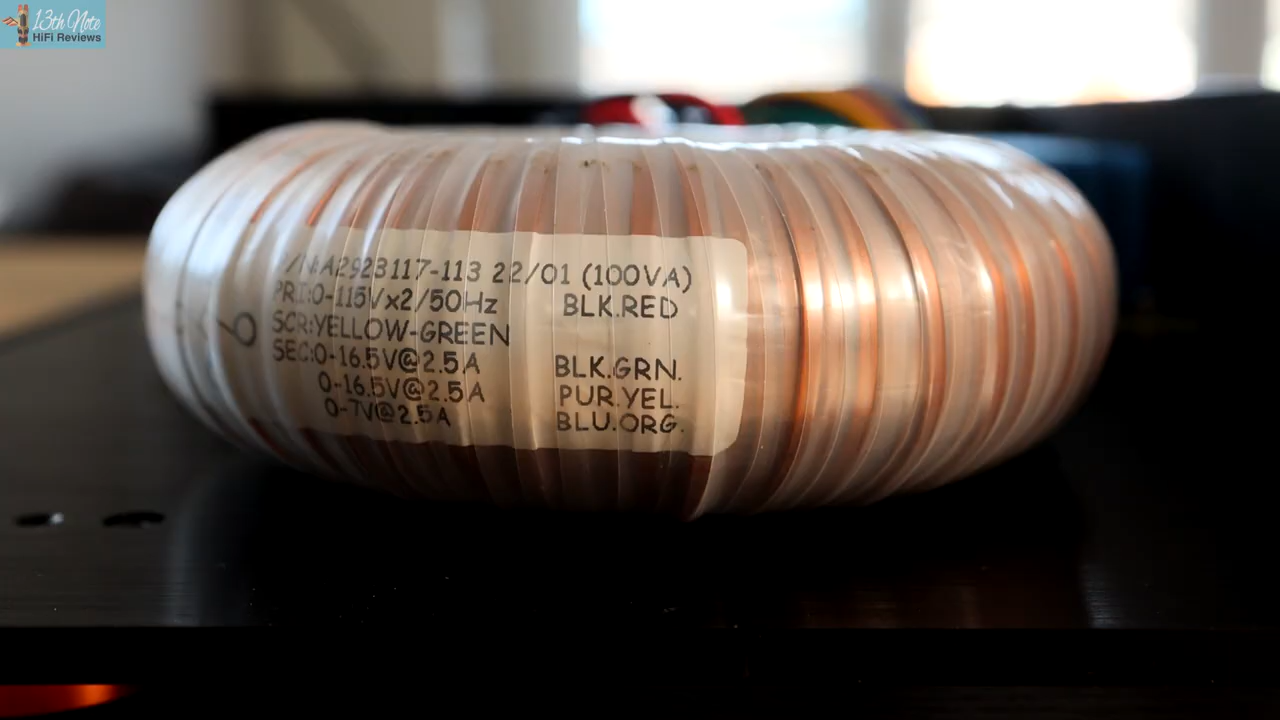 13th Note
HiFi Reviews
/N:A2923117-113 22/01 (100VA)
PRI:0-115Vx2/50Hz BLK.RED
SCR:YELLOW-GREEN
SEC:0-16.5V@2.5A BLK.GRN.
0-16.5V@2.5A PUR.YEL.
0-7V@2.5A BLU.ORG.